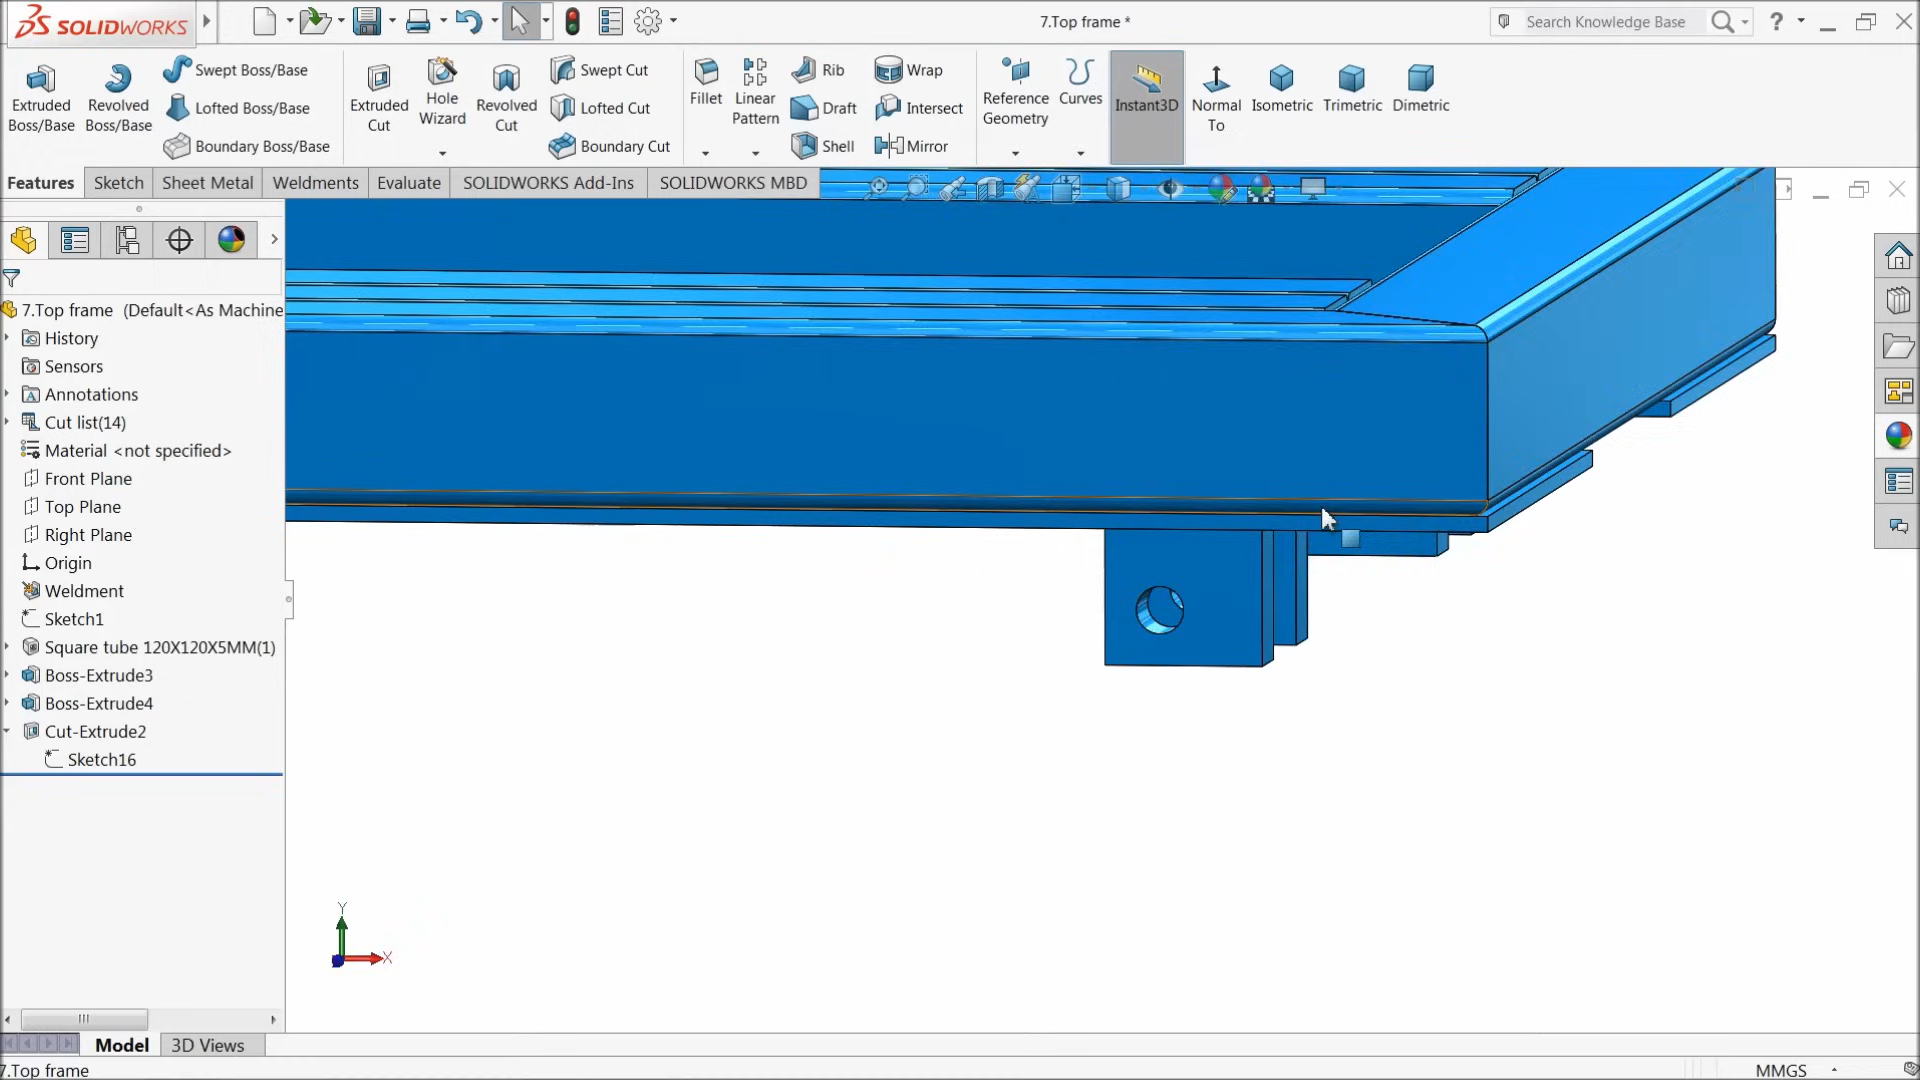 SOLIDWORKS
7.Top frame *
Search Knowledge Base
?
Extruded Boss/Base
Revolved Boss/Base
Swept Boss/Base
Lofted Boss/Base
Boundary Boss/Base
Extruded Cut
Hole Wizard
Revolved Cut
Swept Cut
Lofted Cut
Boundary Cut
Fillet
Linear Pattern
Rib
Draft
Shell
Wrap
Intersect
Mirror
Reference Geometry
Curves
Instant3D
Normal To
Isometric
Trimetric
Dimetric
Features
Sketch
Sheet Metal
Weldments
Evaluate
SOLIDWORKS Add-Ins
SOLIDWORKS MBD
7.Top frame (Default<As Machine
History
Sensors
Annotations
Cut list(14)
Material <not specified>
Front Plane
Top Plane
Right Plane
Origin
Weldment
Sketch1
Square tube 120X120X5MM(1)
Boss-Extrude3
Boss-Extrude4
Cut-Extrude2
Sketch16
Y
X
Model
3D Views
7.Top frame
MMGS